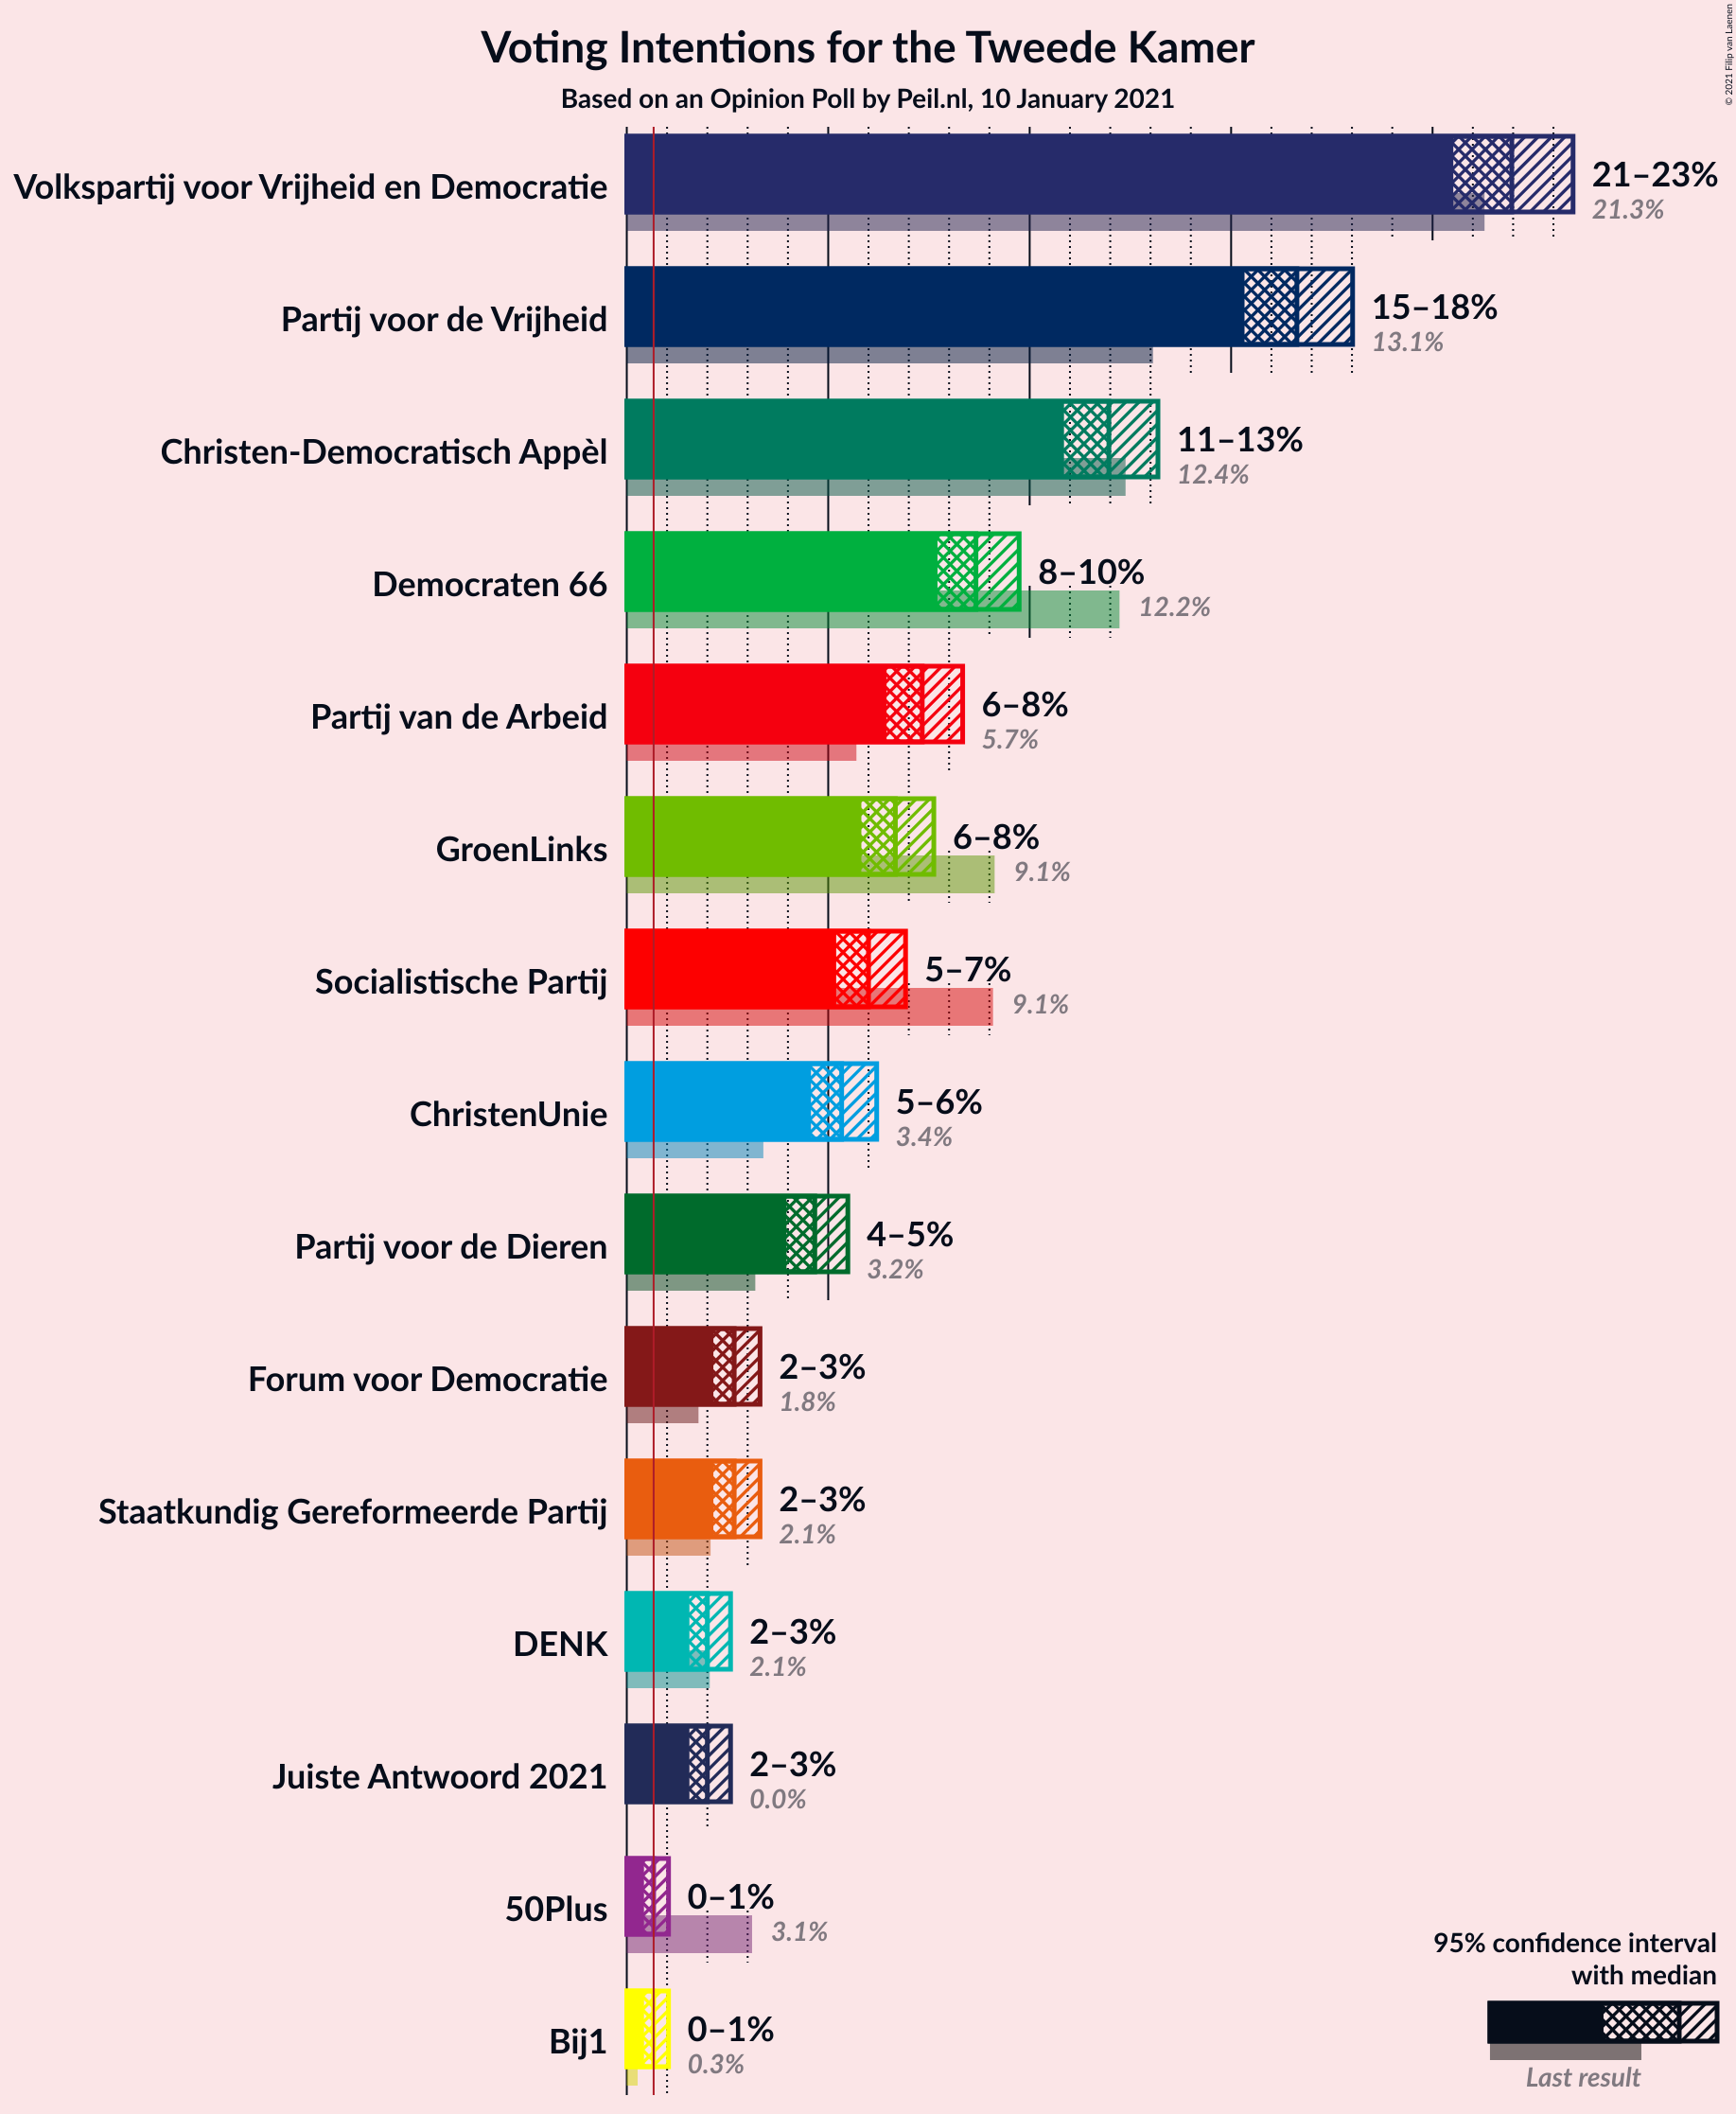 Voting Intentions for the Tweede Kamer
Based on an Opinion Poll by Peil.nl, 10 January 2021
© 2021 Filip van Laenen
Volkspartij voor Vrijheid en Democratie
21–23%
21.3%
Partij voor de Vrijheid
15–18%
13.1%
Christen-Democratisch Appèl
11–13%
12.4%
Democraten 66
8–10%
12.2%
Partij van de Arbeid
6–8%
5.7%
GroenLinks
6–8%
9.1%
Socialistische Partij
5–7%
9.1%
ChristenUnie
5–6%
3.4%
Partij voor de Dieren
4–5%
3.2%
Forum voor Democratie
2–3%
1.8%
Staatkundig Gereformeerde Partij
2–3%
2.1%
DENK
2–3%
2.1%
Juiste Antwoord 2021
2–3%
0.0%
50Plus
0–1%
3.1%
Bij1
0–1%
0.3%
95% confidence interval
with median
Last result